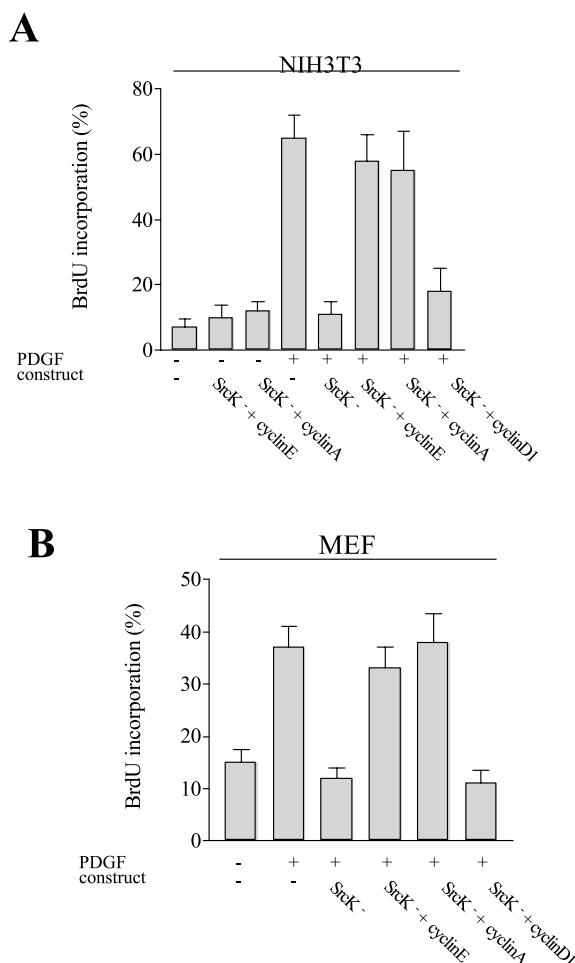 A
NIH3T3
80
60
40
20
0
BrdU incorporation (%)
PDGF - - - + + + + +
construct - SrcK - + cyclinE SrcK - + cyclinA - SrcK - SrcK - + cyclinE SrcK - + cyclinA SrcK - + cyclinD1
B
MEF
50
40
30
20
10
0
BrdU incorporation (%)
PDGF - + + + + +
construct - - SrcK - SrcK - + cyclinE SrcK - + cyclinA SrcK - + cyclinD1